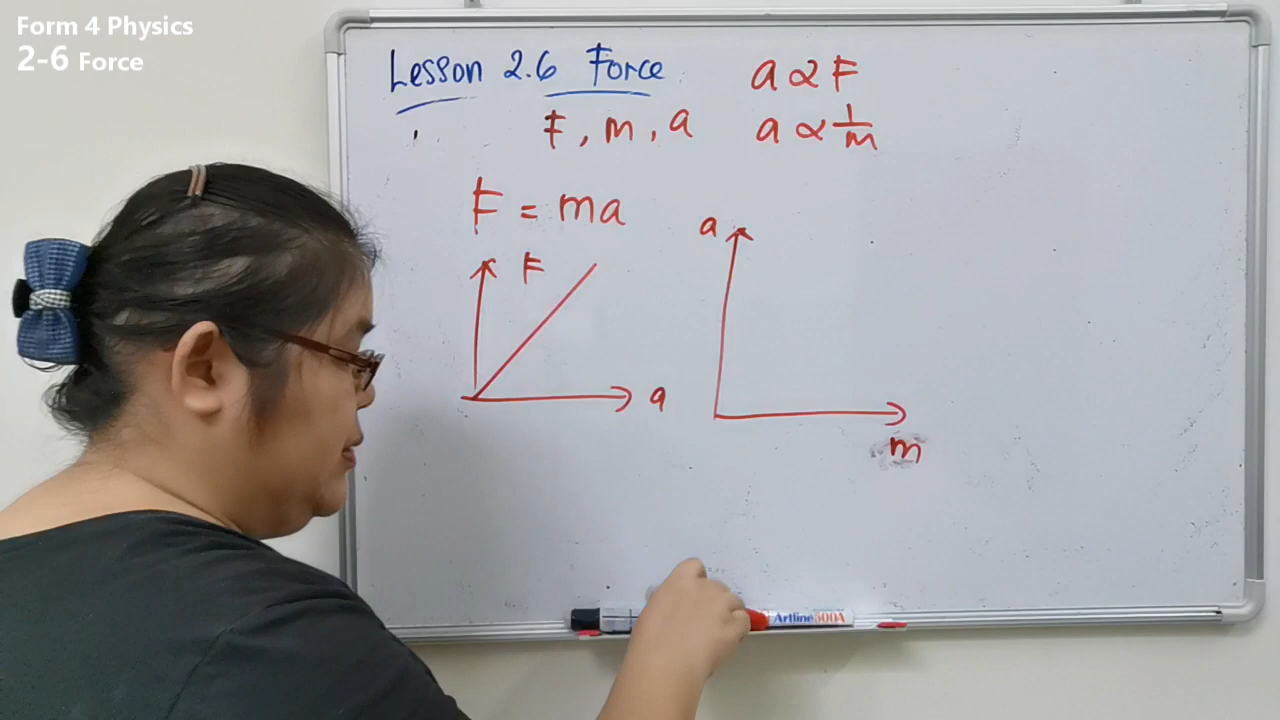 Form 4 Physics
2-6 Force
Lesson 2.6 Force
a ∝ F
F, m, a
a ∝ 1/m
F = ma
F
a
a
m
Artline 500A